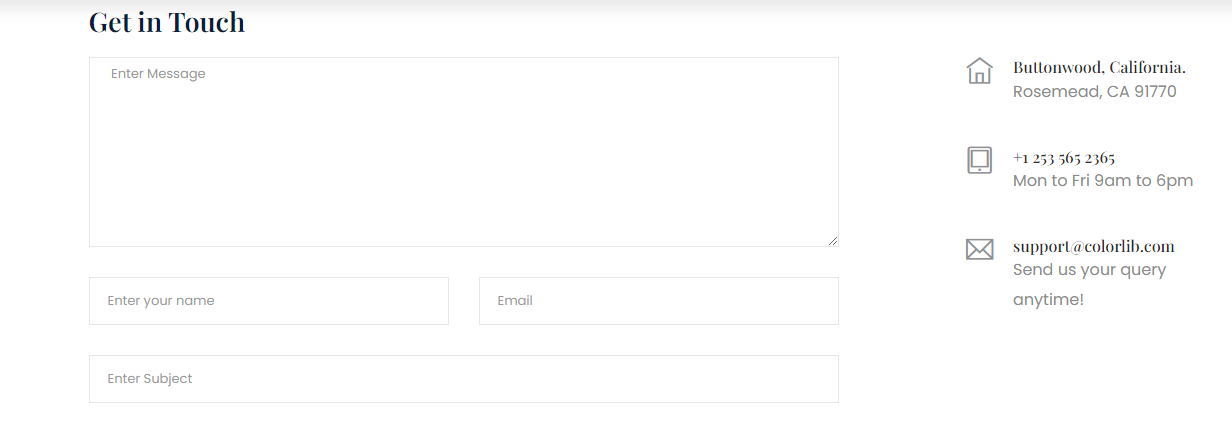 Get in Touch
Enter Message
Enter your name
Email
Enter Subject
Buttonwood, California.
Rosemead, CA 91770
+1 253 565 2365
Mon to Fri 9am to 6pm
support@colorlib.com
Send us your query
anytime!